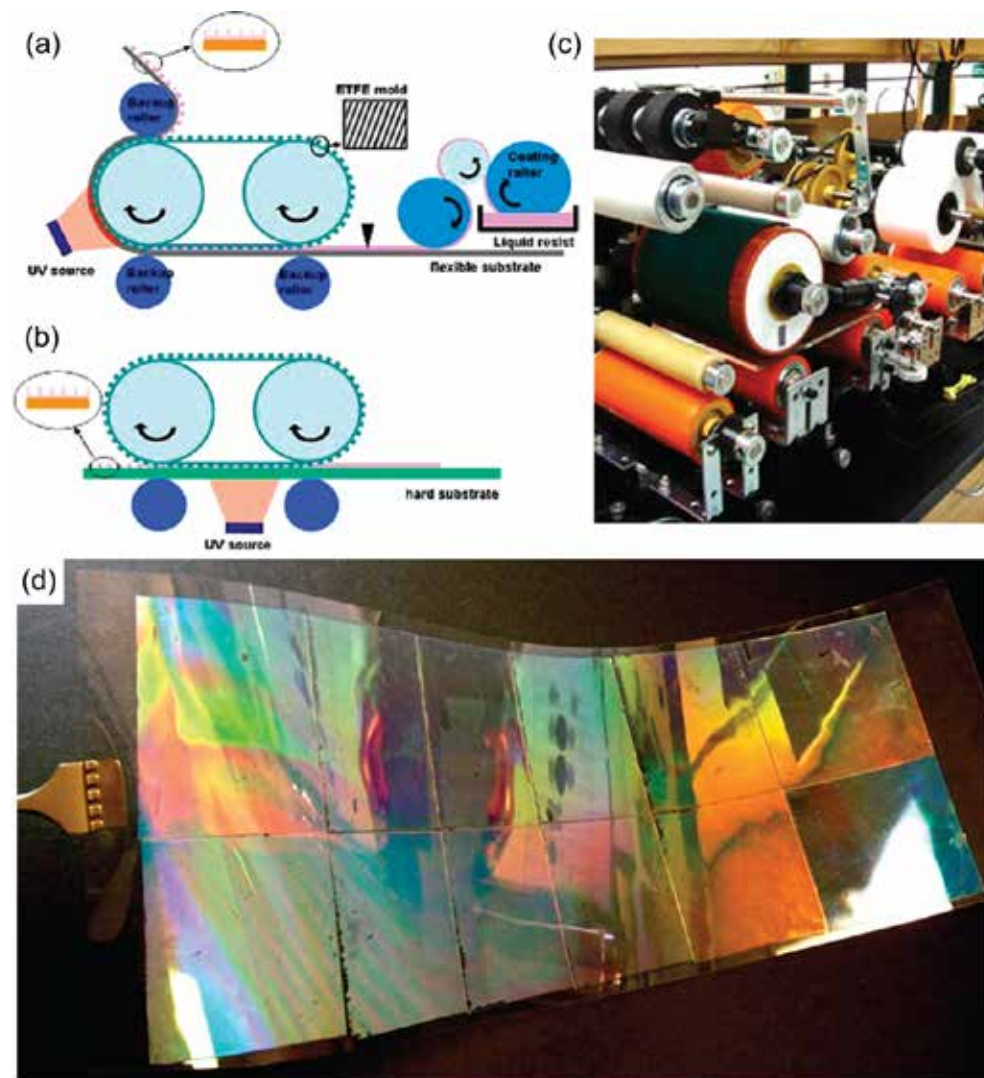 (a)
Backup
roller
ETFE mold
Coating
roller
UV source
Liquid resist
flexible substrate
Backup
roller
Backup
roller
(b)
hard substrate
UV source
(c)
(d)